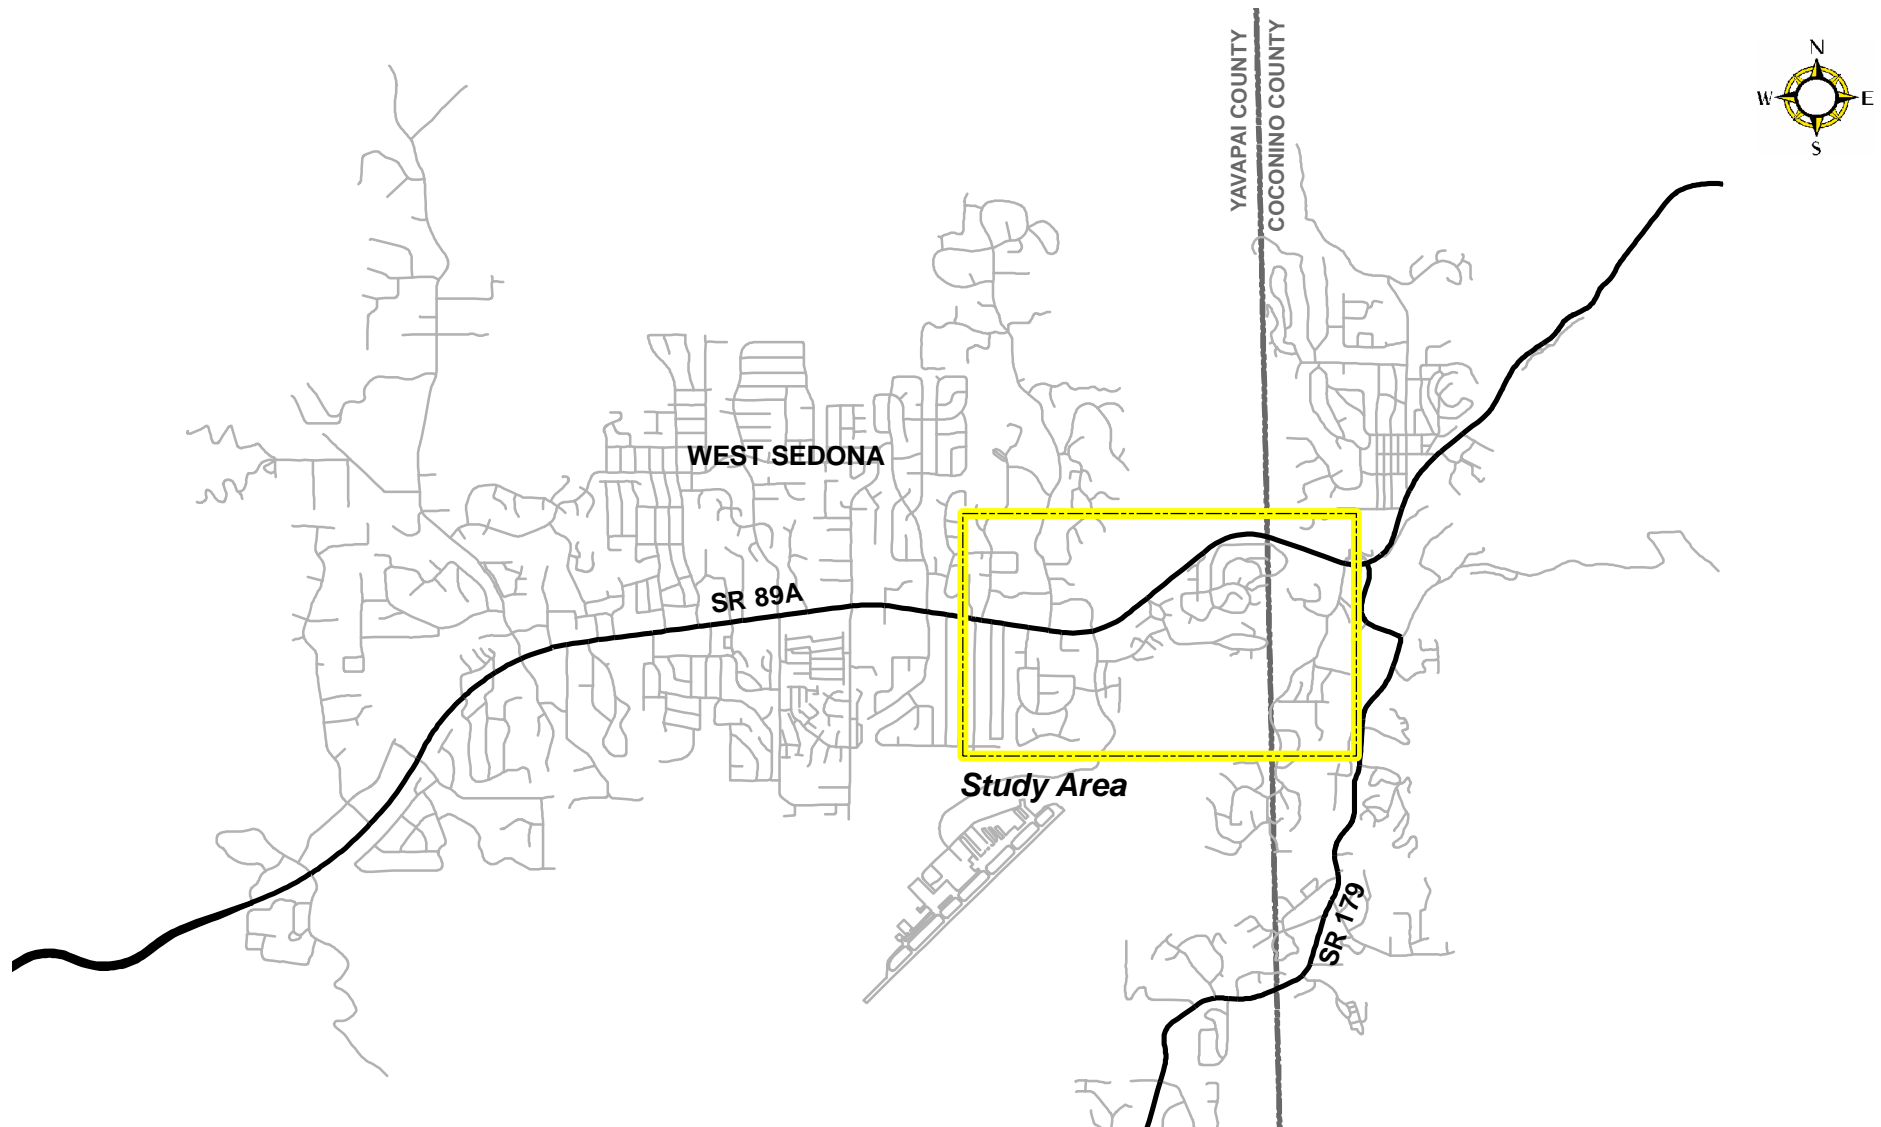 YAVAPAI COUNTY
COCONINO COUNTY
N
W
E
S
WEST SEDONA
SR 89A
Study Area
SR 179